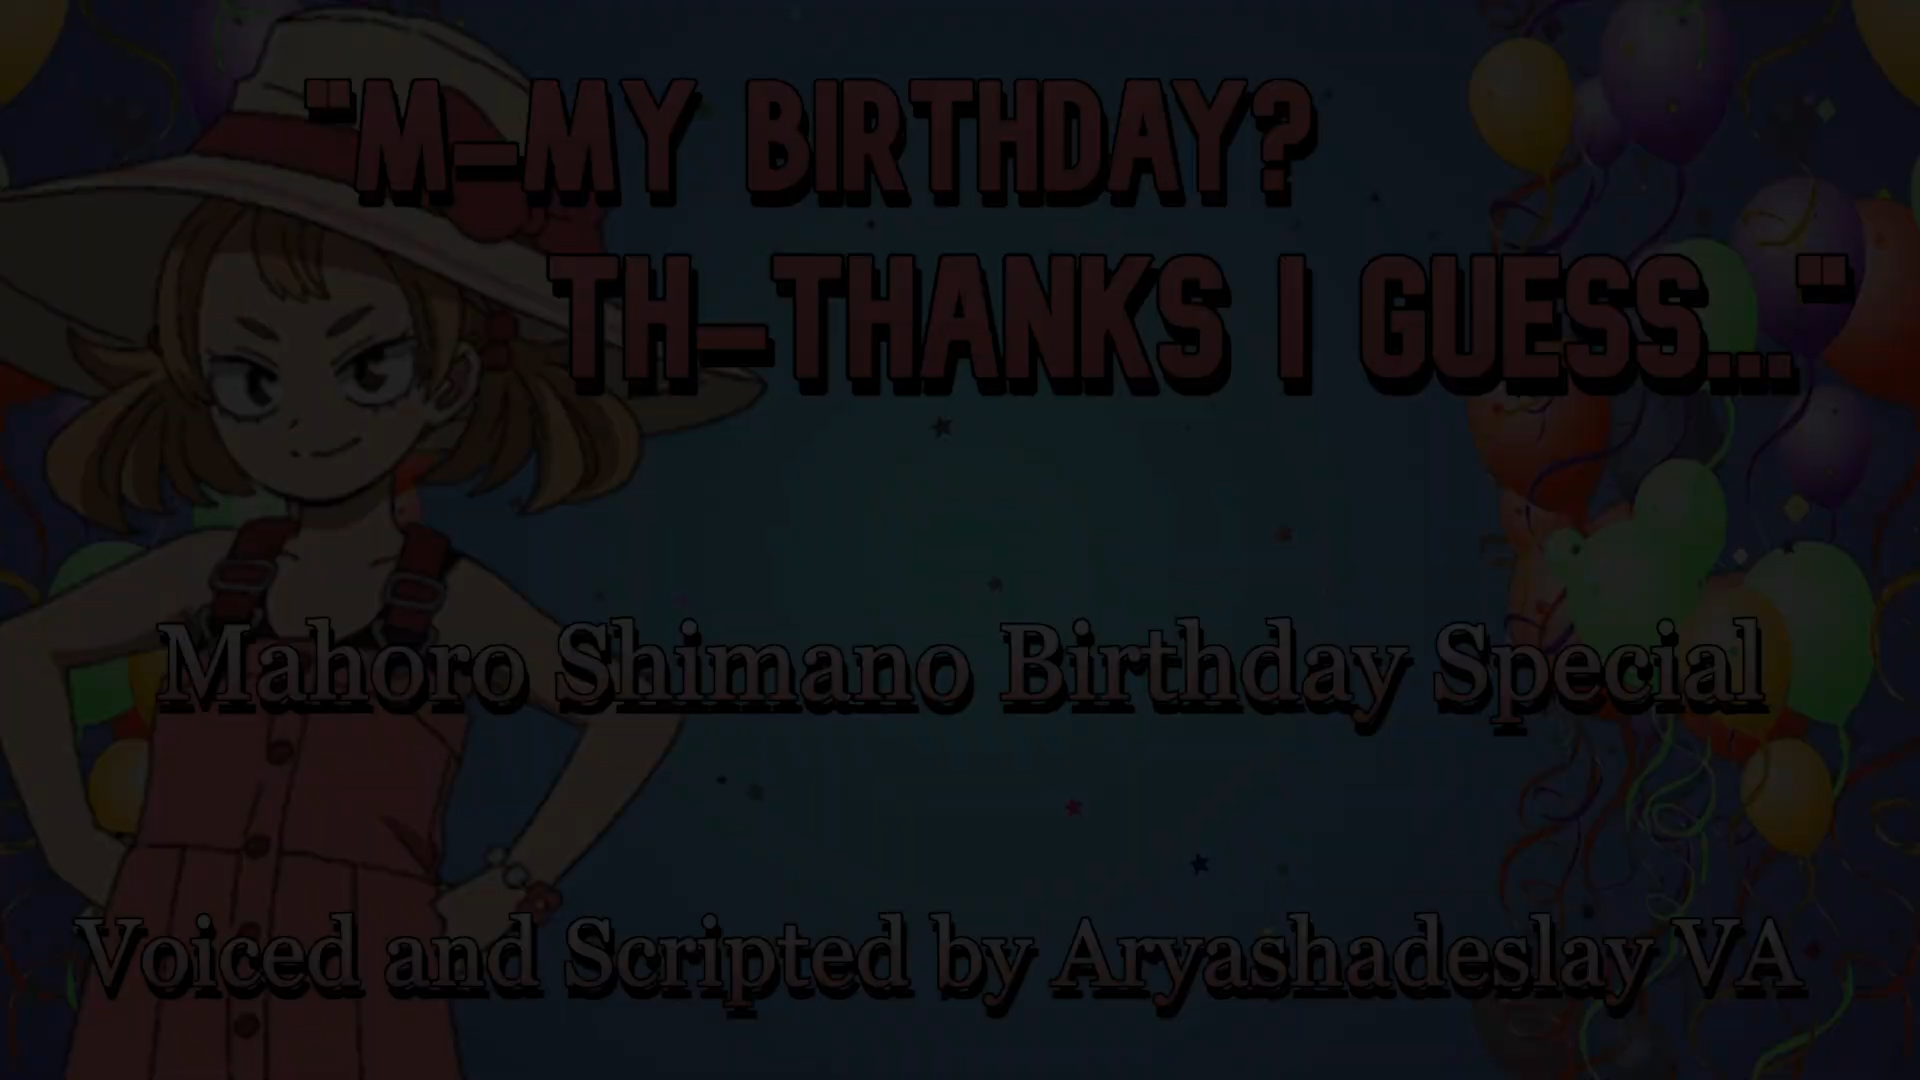 "M-MY BIRTHDAY?
TH-THANKS I GUESS..."
Mahoro Shimano Birthday Special
Voiced and Scripted by Aryashadeslay VA